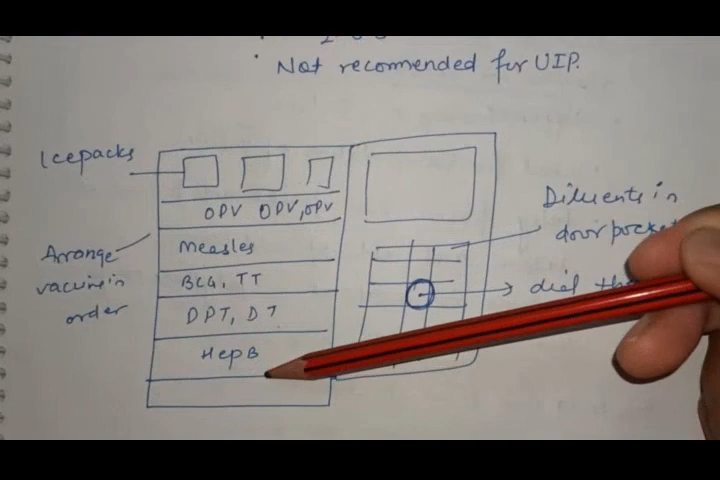 Not recommended for UIP.
Icepacks
OPV OPV, OPV
Measles
Arrange
vaccine in
order
BCG, TT
DPT, DT
HepB
Diluents in
door pocket
dial